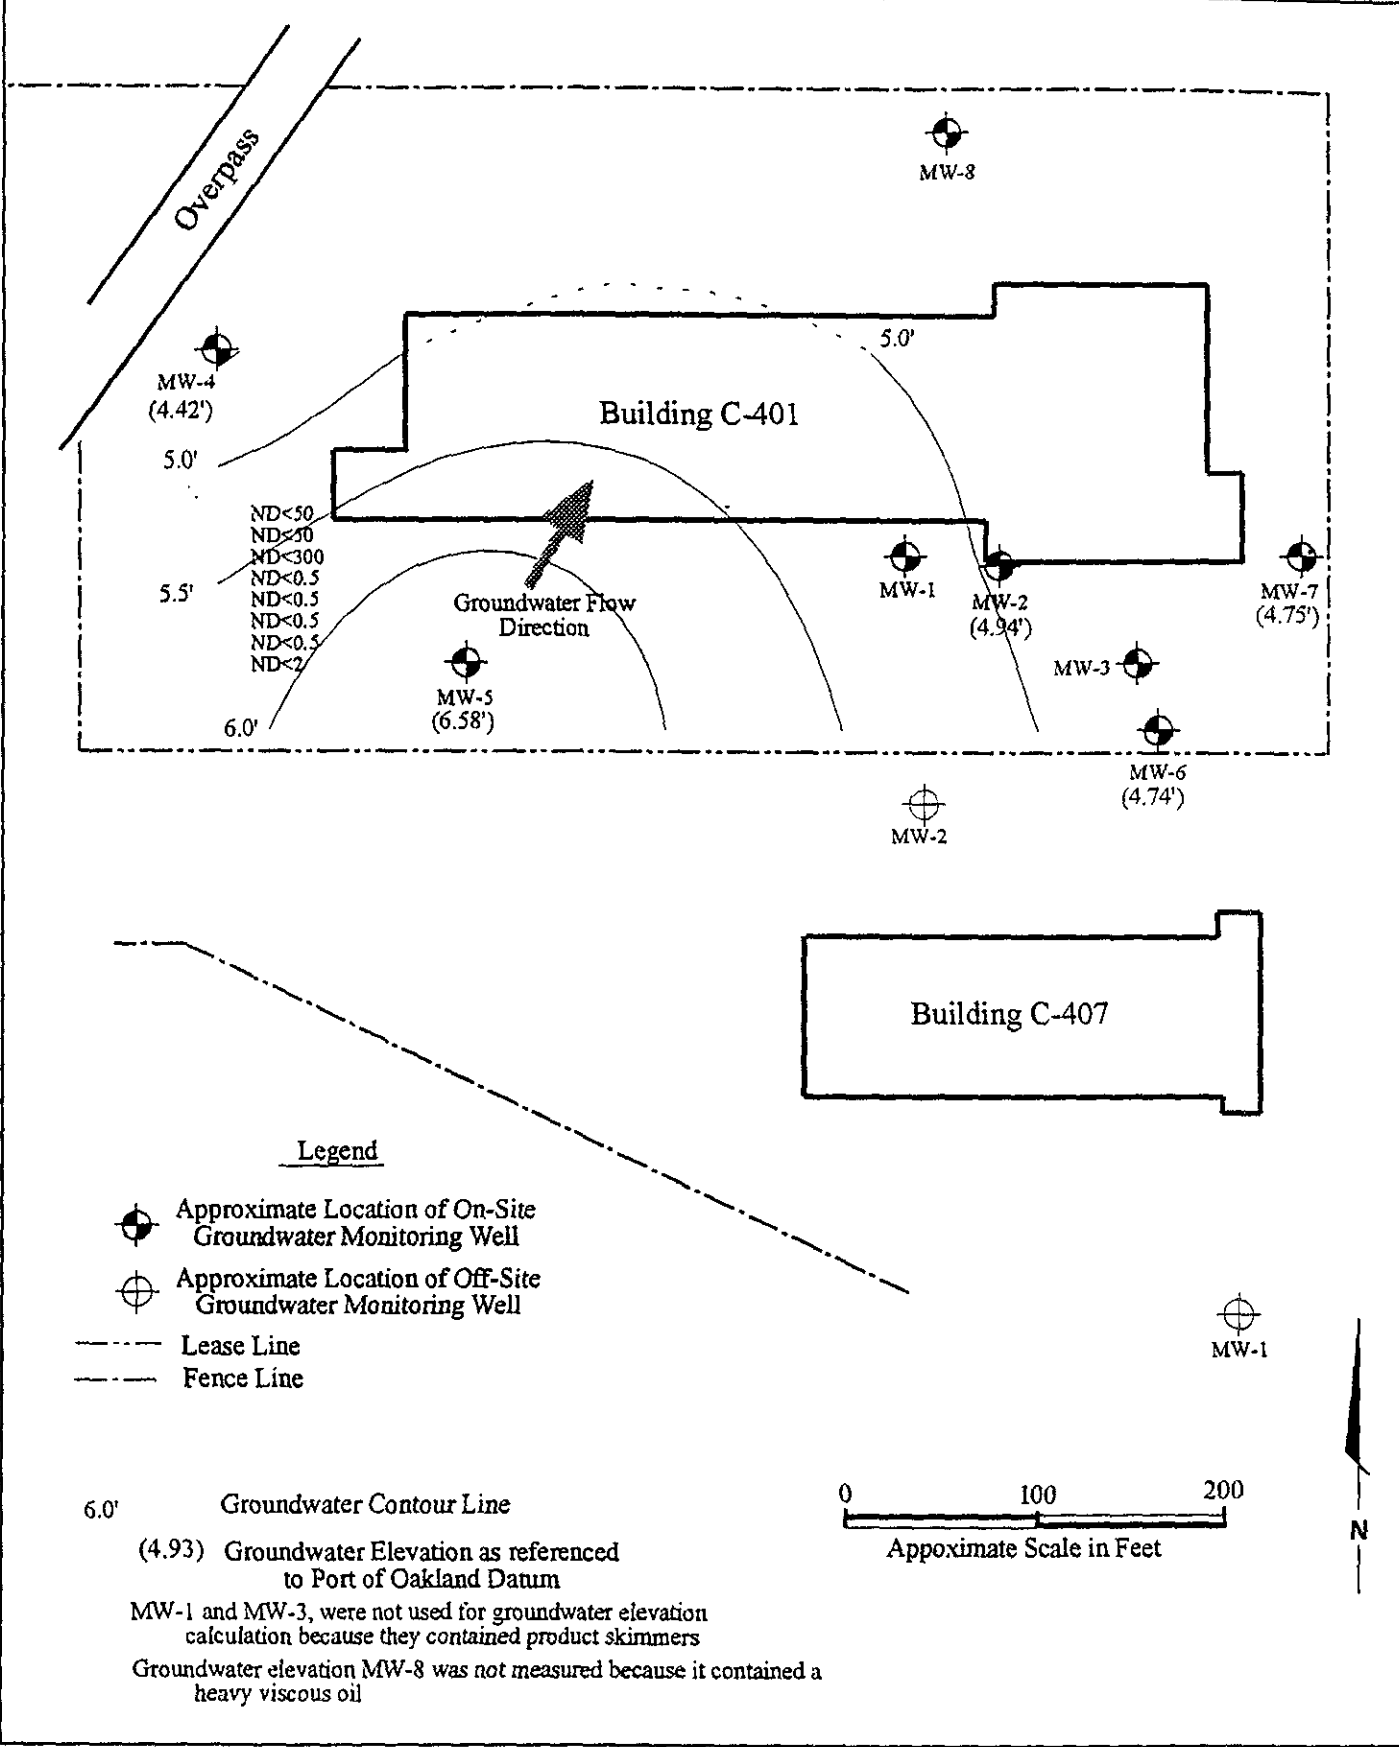 Overpass
MW-8
MW-4
(4.42')
5.0'
Building C-401
5.0'
ND<50
ND<50
ND<300
ND<0.5
ND<0.5
ND<0.5
ND<0.5
ND<2
5.5'
6.0'
Groundwater Flow
Direction
MW-5
(6.58')
MW-1
MW-2
(4.94')
MW-7
(4.75')
MW-3
MW-6
(4.74')
MW-2
Building C-407
Legend
Approximate Location of On-Site
Groundwater Monitoring Well
Approximate Location of Off-Site
Groundwater Monitoring Well
Lease Line
Fence Line
MW-1
6.0' Groundwater Contour Line
(4.93) Groundwater Elevation as referenced
to Port of Oakland Datum
MW-1 and MW-3, were not used for groundwater elevation
calculation because they contained product skimmers
Groundwater elevation MW-8 was not measured because it contained a
heavy viscous oil
0 100 200
Appoximate Scale in Feet
N